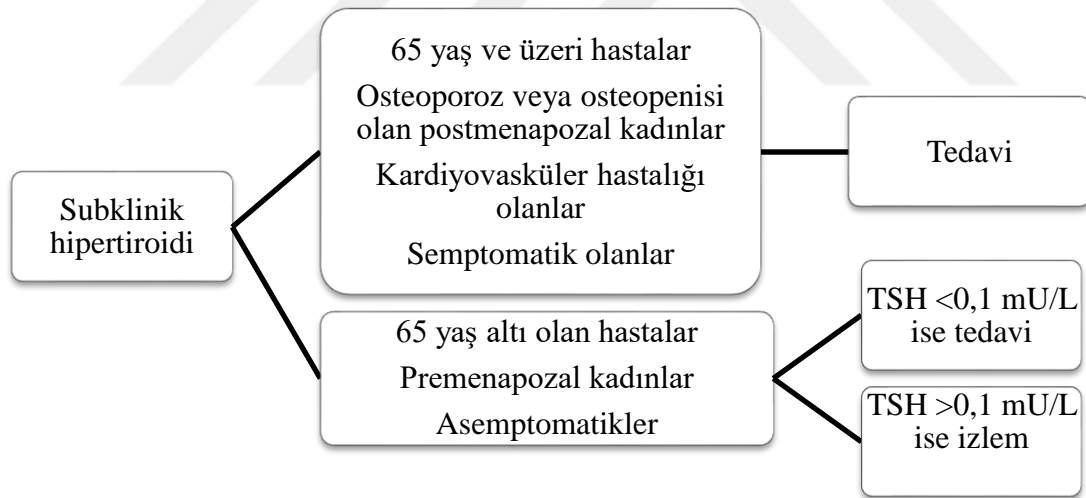 Subklinik
hipertiroidi
65 yaş ve üzeri hastalar
Osteoporoz veya osteopenisi
olan postmenapozal kadınlar
Kardiyovasküler hastalığı
olanlar
Semptomatik olanlar
Tedavi
65 yaş altı olan hastalar
Premenapozal kadınlar
Asemptomatikler
TSH <0,1 mU/L
ise tedavi
TSH >0,1 mU/L
ise izlem